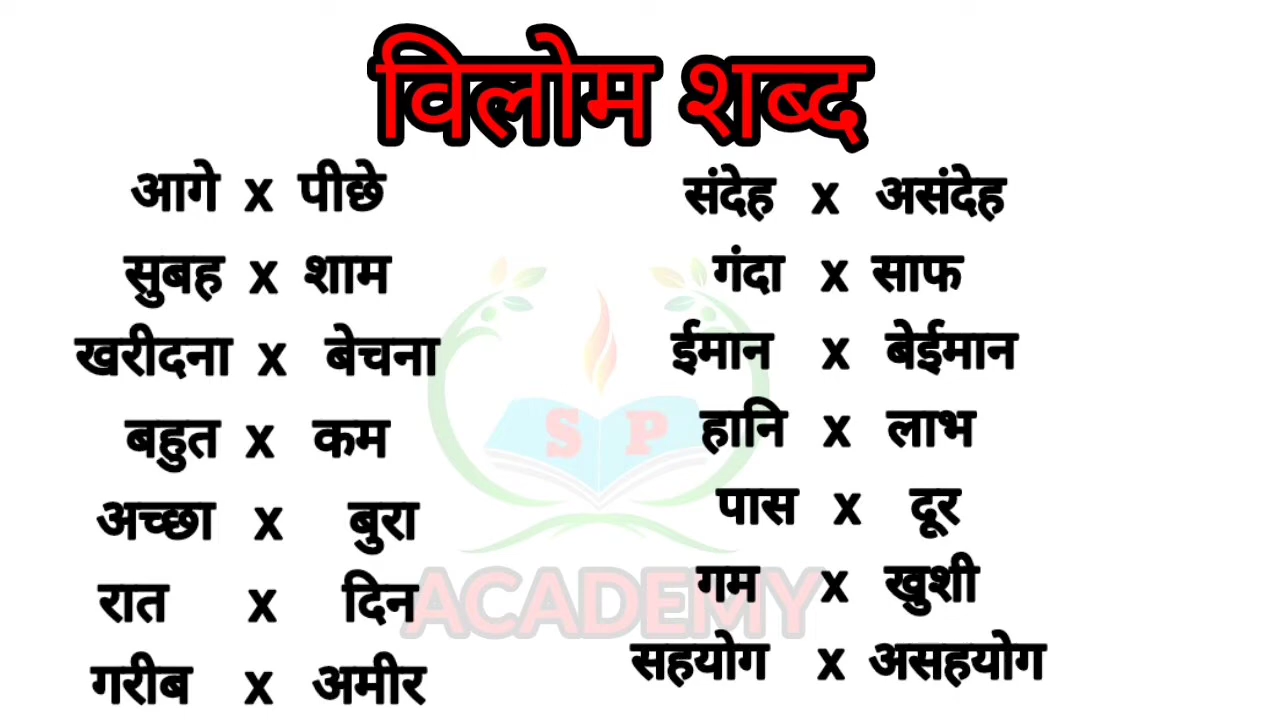 विलोम शब्द
आगे x पीछे
सुबह x शाम
खरीदना x बेचना
बहुत x कम
अच्छा x बुरा
रात x दिन
गरीब x अमीर
संदेह x असंदेह
गंदा x साफ
ईमान x बेईमान
हानि x लाभ
पास x दूर
गम x खुशी
सहयोग x असहयोग
S P
ACADEMY